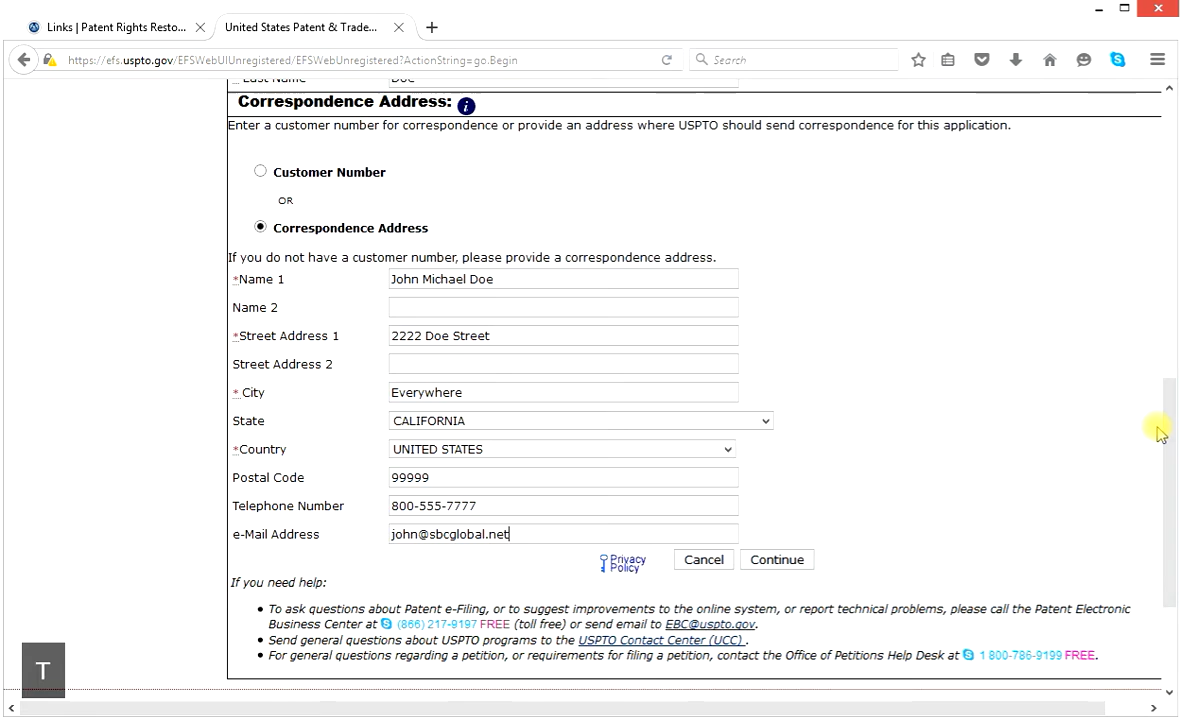 Links | Patent Rights Resto...
United States Patent & Trade...
https://efs.uspto.gov/EFSWebUIUnregistered/EFSWebUnregistered?ActionString=go.Begin
Search
Last Name Doe
Correspondence Address: i
Enter a customer number for correspondence or provide an address where USPTO should send correspondence for this application.
Customer Number
OR
Correspondence Address
If you do not have a customer number, please provide a correspondence address.
*Name 1 John Michael Doe
Name 2
*Street Address 1 2222 Doe Street
Street Address 2
* City Everywhere
State CALIFORNIA
*Country UNITED STATES
Postal Code 99999
Telephone Number 800-555-7777
e-Mail Address john@sbcglobal.net
Privacy Policy Cancel Continue
If you need help:
• To ask questions about Patent e-Filing, or to suggest improvements to the online system, or report technical problems, please call the Patent Electronic
Business Center at (866) 217-9197 FREE (toll free) or send email to EBC@uspto.gov.
• Send general questions about USPTO programs to the USPTO Contact Center (UCC) .
• For general questions regarding a petition, or requirements for filing a petition, contact the Office of Petitions Help Desk at 1 800-786-9199 FREE.
T